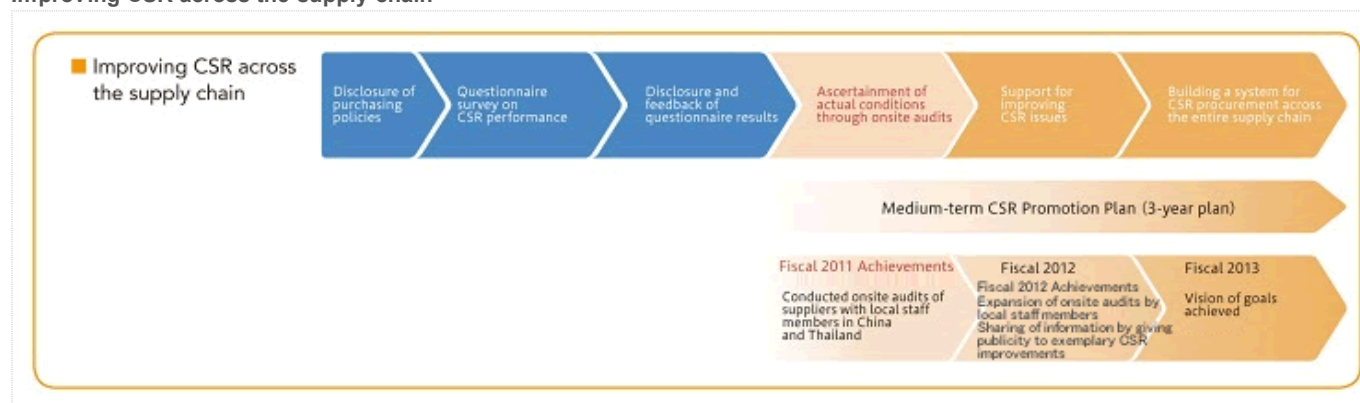 Improving CSR across the supply chain
Improving CSR across
the supply chain
Disclosure of
purchasing
policies
Questionnaire
survey on
CSR performance
Disclosure and
feedback of
questionnaire results
Ascertainment of
actual conditions
through onsite audits
Support for
improving
CSR issues
Building a system for
CSR procurement across
the entire supply chain
Medium-term CSR Promotion Plan (3-year plan)
Fiscal 2011 Achievements
Conducted onsite audits of
suppliers with local staff
members in China
and Thailand
Fiscal 2012
Fiscal 2012 Achievements
Expansion of onsite audits by
local staff members
Sharing of information by giving
publicity to exemplary CSR
improvements
Fiscal 2013
Vision of goals
achieved